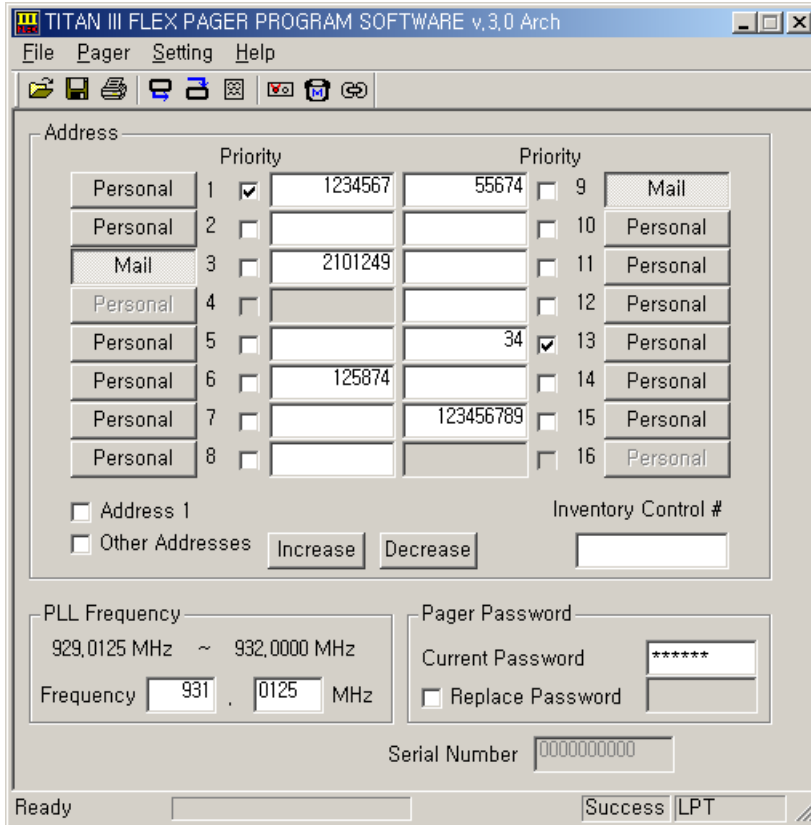 TITAN III FLEX PAGER PROGRAM SOFTWARE v,3,0 Arch
File Pager Setting Help
Address
Priority Priority
Personal 1 1234567 55674 9 Mail
Personal 2 10 Personal
Mail 3 2101249 11 Personal
Personal 4 12 Personal
Personal 5 34 13 Personal
Personal 6 125874 14 Personal
Personal 7 123456789 15 Personal
Personal 8 16 Personal
Address 1 Inventory Control #
Other Addresses Increase Decrease
PLL Frequency Pager Password
929,0125 MHz ~ 932,0000 MHz
Current Password ******
Frequency 931 . 0125 MHz Replace Password
Serial Number 0000000000
Ready Success LPT